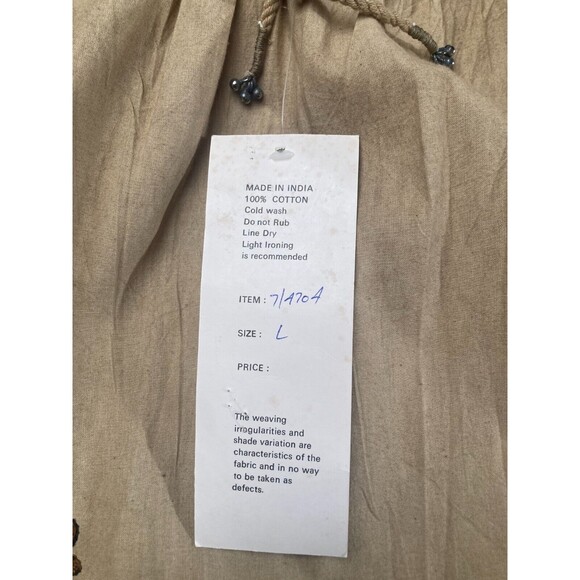 MADE IN INDIA
100% COTTON
Cold wash
Do not Rub
Line Dry
Light Ironing
is recommended
ITEM : 7/4704
SIZE : L
PRICE :
The weaving
irrogularities and
shade variation are
characteristics of the
fabric and in no way
to be taken as
defects.